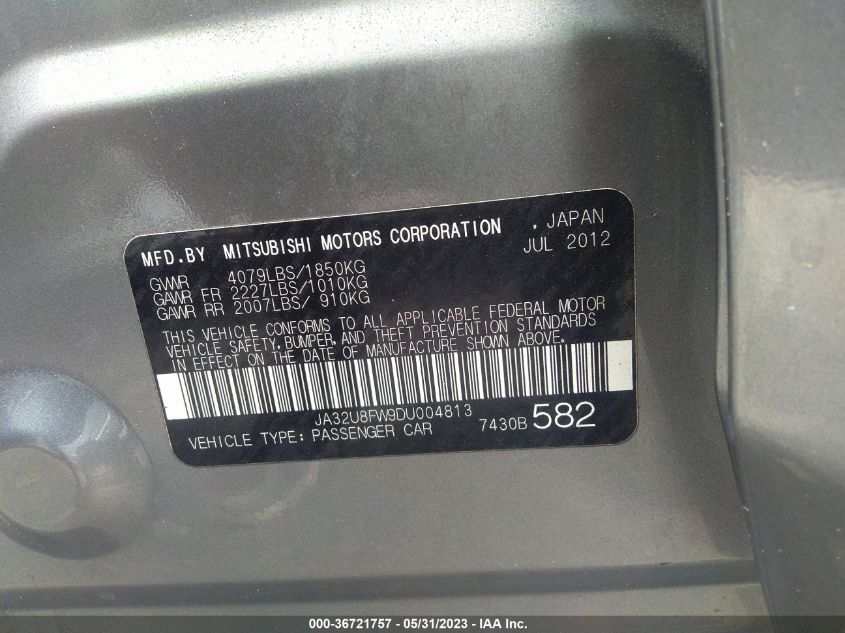 MFD.BY MITSUBISHI MOTORS CORPORATION , JAPAN
JUL 2012
GVWR 4079LBS/1850KG
GAWR FR 2227LBS/1010KG
GAWR RR 2007LBS/ 910KG
THIS VEHICLE CONFORMS TO ALL APPLICABLE FEDERAL MOTOR
VEHICLE SAFETY, BUMPER, AND THEFT PREVENTION STANDARDS
IN EFFECT ON THE DATE OF MANUFACTURE SHOWN ABOVE.
JA32U8FW9DU004813
VEHICLE TYPE: PASSENGER CAR 7430B 582
000-36721757 - 05/31/2023 - IAA Inc.